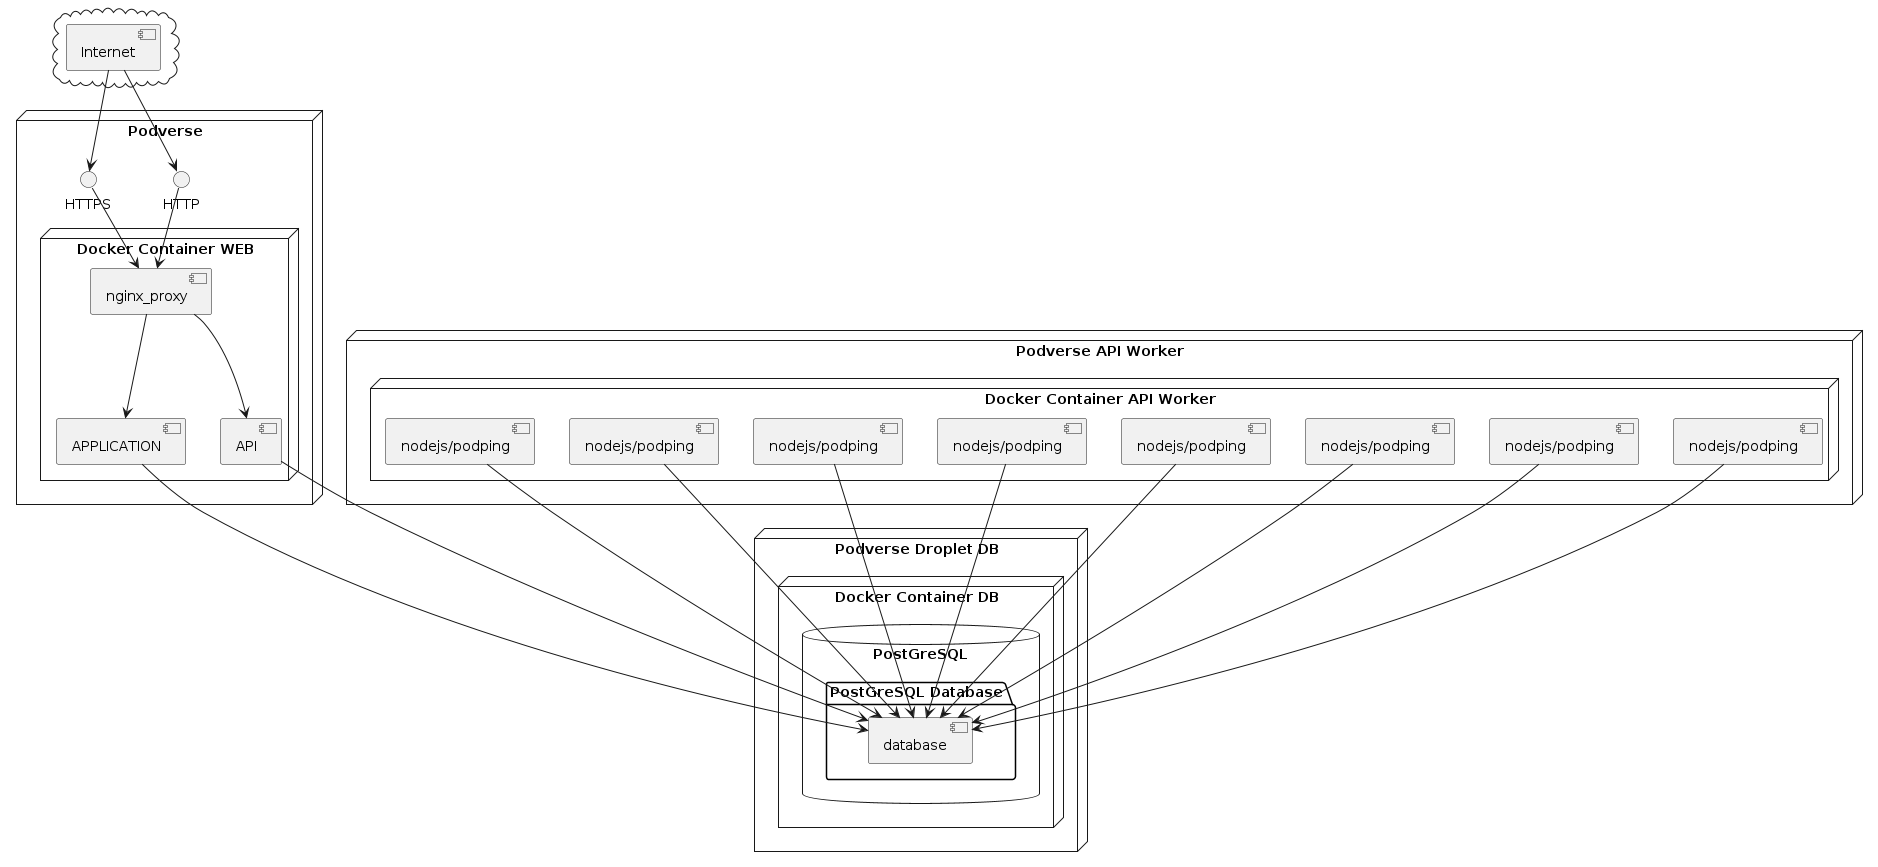 Internet
Podverse
HTTPS
HTTP
Docker Container WEB
nginx_proxy
APPLICATION
API
Podverse API Worker
Docker Container API Worker
nodejs/podping
nodejs/podping
nodejs/podping
nodejs/podping
nodejs/podping
nodejs/podping
nodejs/podping
nodejs/podping
Podverse Droplet DB
Docker Container DB
PostGreSQL
PostGreSQL Database
database